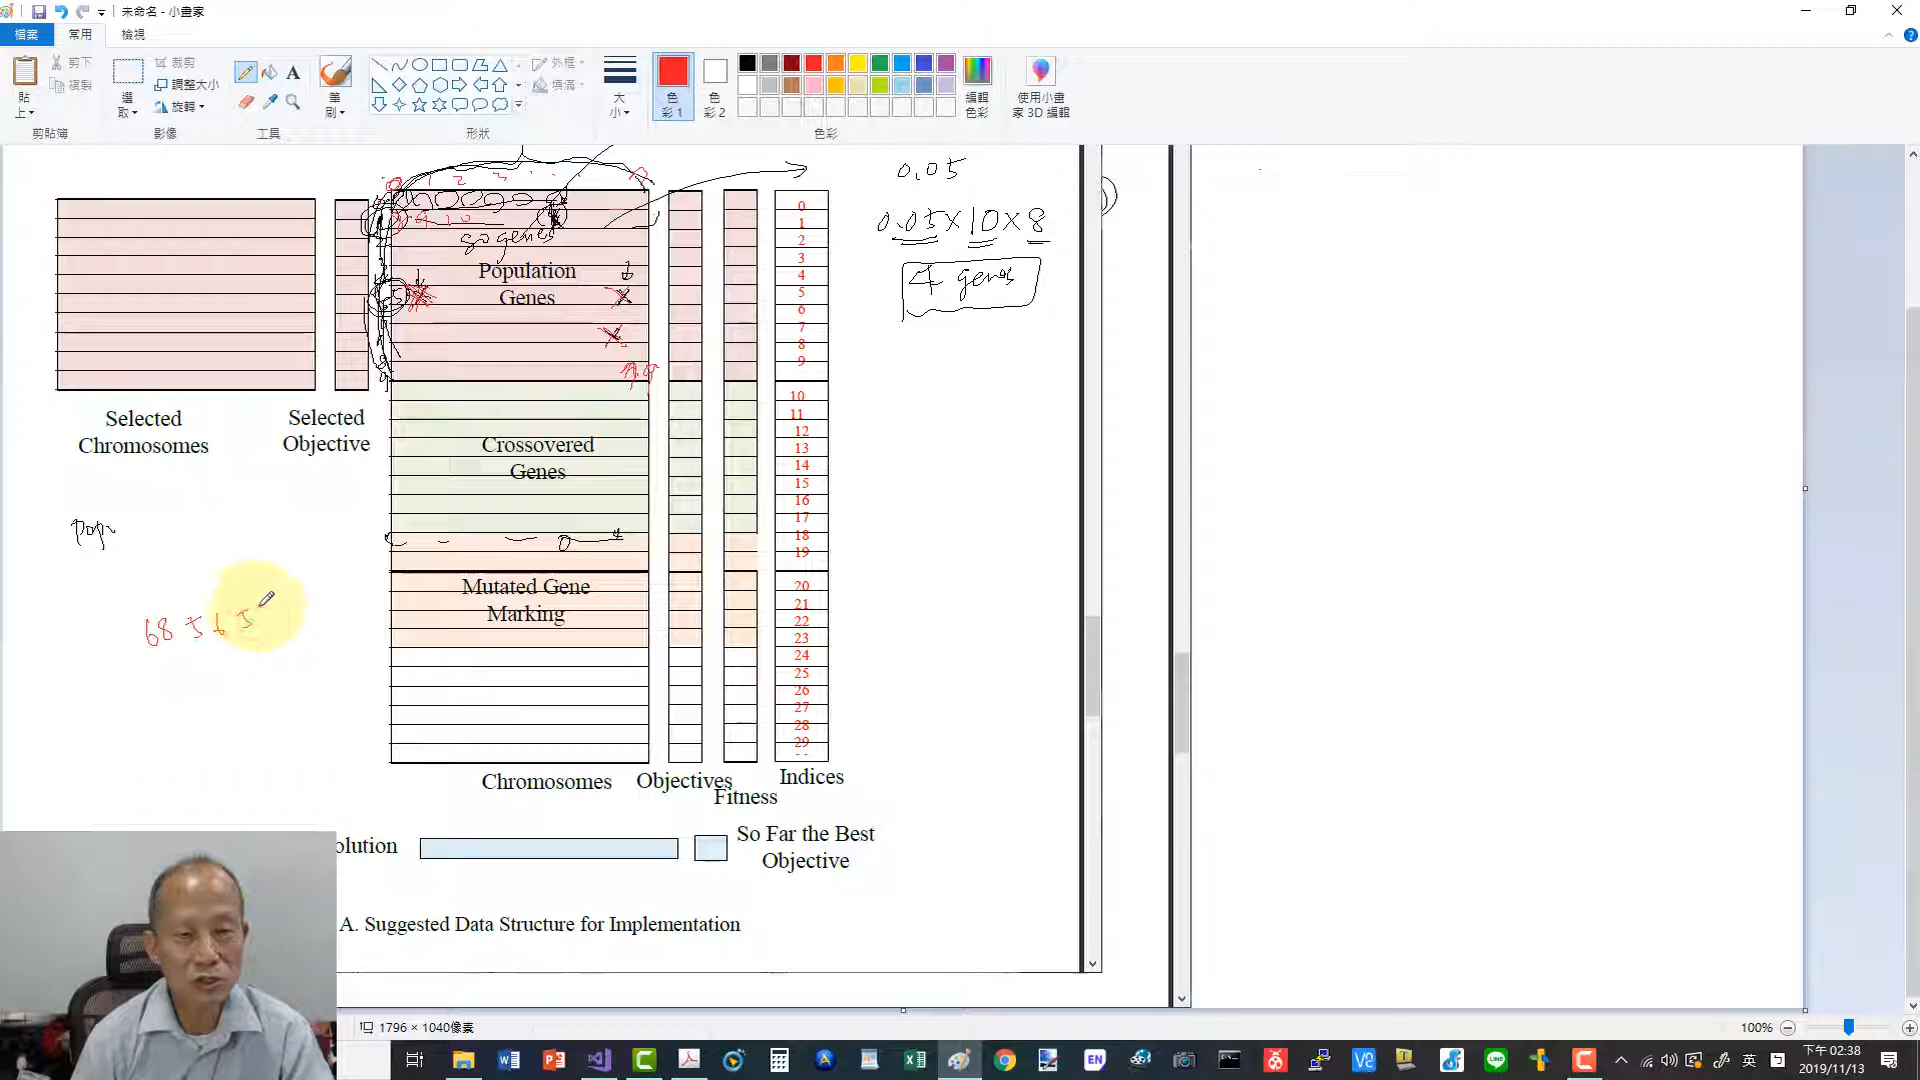 未命名 - 小畫家
檔案 常用 檢視
貼上
剪下
複製
剪貼簿
選取
裁剪
調整大小
旋轉
影像
A
工具
筆刷
外框
填滿
形狀
大小
色彩 1
色彩 2
編輯色彩
色彩
使用小畫家 3D 編輯
0.05
0.05 × 10 × 8
4 genes
80 genes
Population
Genes
Selected
Chromosomes
Selected
Objective
Crossovered
Genes
Mutated Gene
Marking
0
1
2
3
4
5
6
7
8
9
10
11
12
13
14
15
16
17
18
19
20
21
22
23
24
25
26
27
28
29
Pop
68 5 6 5
Chromosomes
Objectives
Fitness
Indices
olution
So Far the Best
Objective
A. Suggested Data Structure for Implementation
1796 × 1040像素
100%
EN
英
下午 02:38
2019/11/13